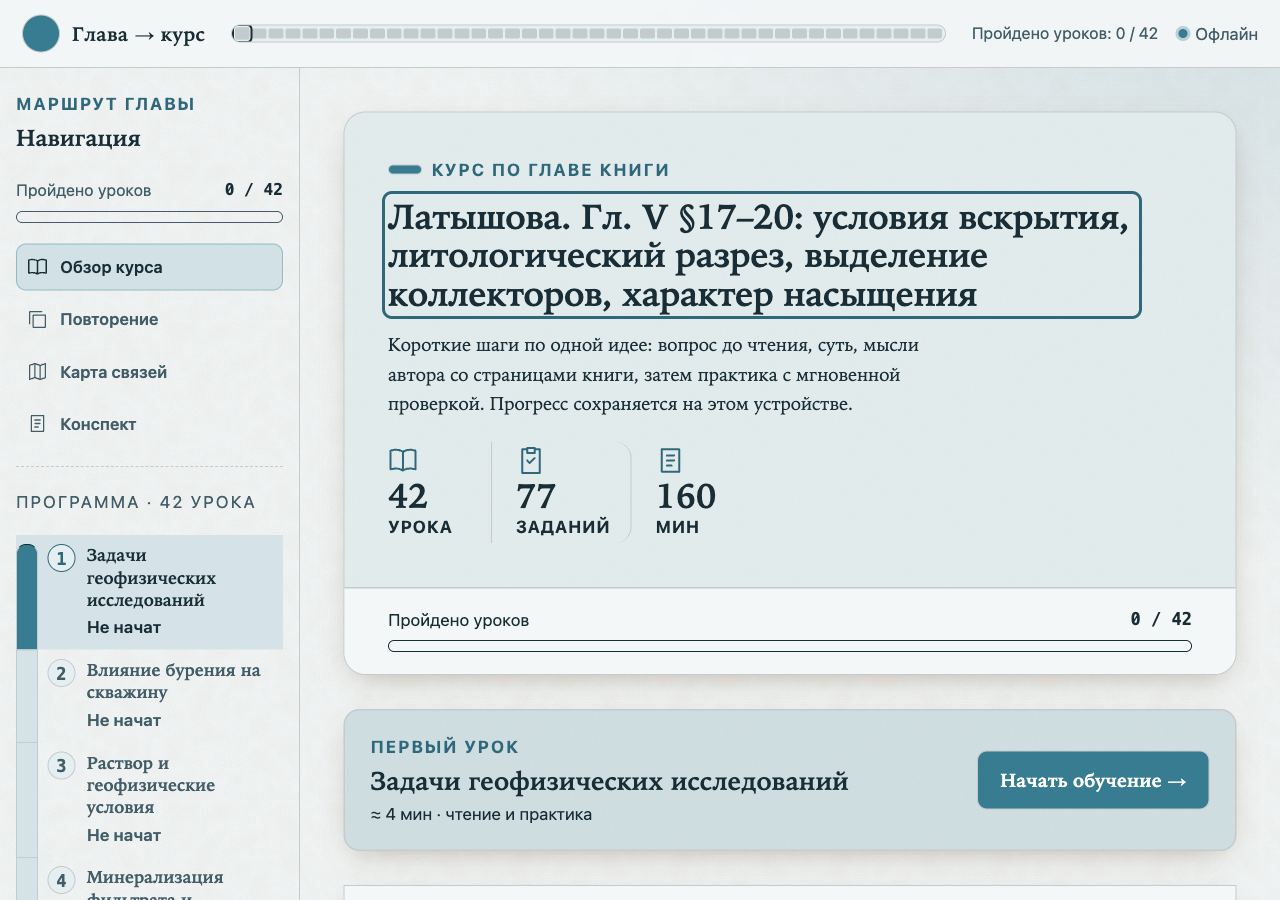 Глава → курс
Пройдено уроков: 0 / 42
Офлайн
МАРШРУТ ГЛАВЫ
Навигация
Пройдено уроков 0 / 42
Обзор курса
Повторение
Карта связей
Конспект
ПРОГРАММА · 42 УРОКА
1 Задачи
геофизических
исследований
Не начат
2 Влияние бурения на
скважину
Не начат
3 Раствор и
геофизические
условия
Не начат
4 Минерализация
фильтрата и
КУРС ПО ГЛАВЕ КНИГИ
Латышова. Гл. V §17–20: условия вскрытия,
литологический разрез, выделение
коллекторов, характер насыщения
Короткие шаги по одной идее: вопрос до чтения, суть, мысли
автора со страницами книги, затем практика с мгновенной
проверкой. Прогресс сохраняется на этом устройстве.
42
УРОКА
77
ЗАДАНИЙ
160
МИН
Пройдено уроков 0 / 42
ПЕРВЫЙ УРОК
Задачи геофизических исследований
≈ 4 мин · чтение и практика
Начать обучение →